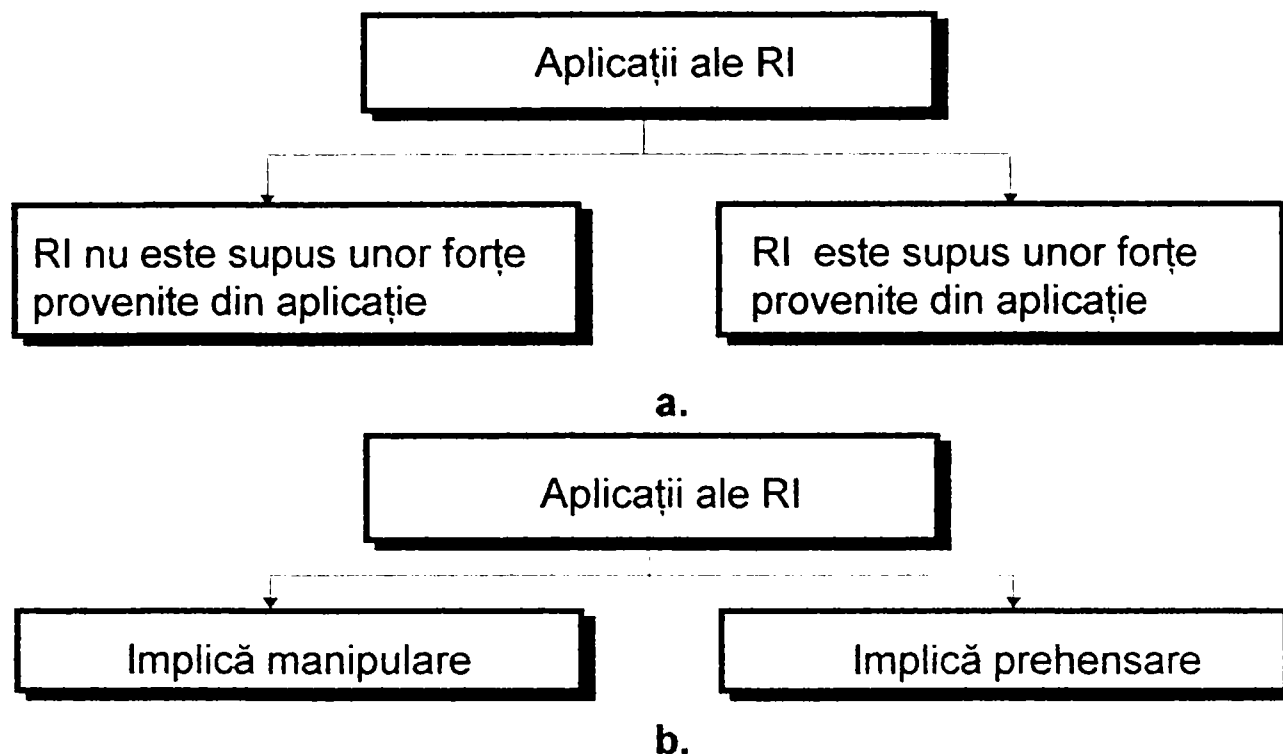 Aplicații ale RI
RI nu este supus unor forțe
provenite din aplicație
RI este supus unor forțe
provenite din aplicație
a.
Aplicații ale RI
Implică manipulare
Implică prehensare
b.